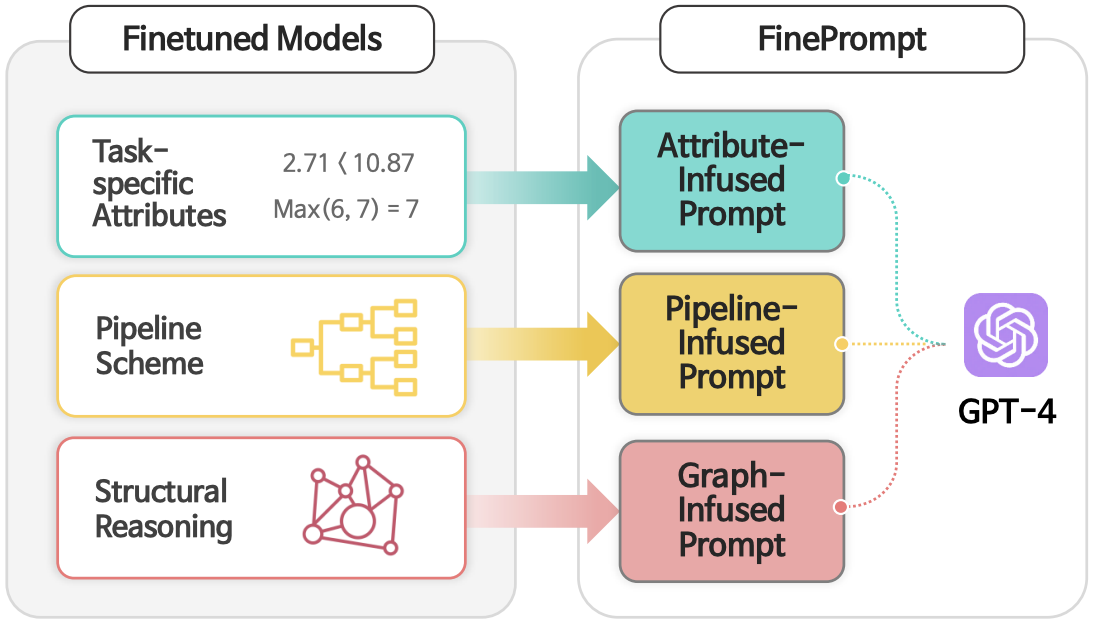 Finetuned Models
FinePrompt
Task-
specific
Attributes
2.71 ⟨ 10.87
Max(6, 7) = 7
Attribute-
Infused
Prompt
Pipeline
Scheme
Pipeline-
Infused
Prompt
GPT-4
Structural
Reasoning
Graph-
Infused
Prompt